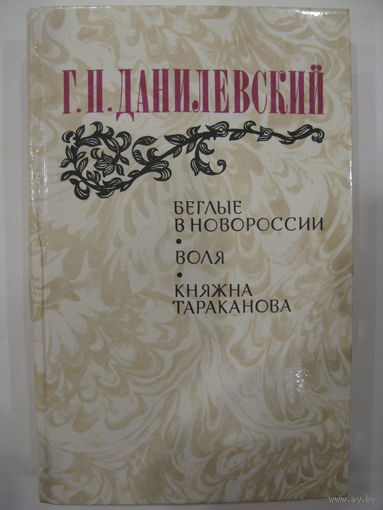 Г.П.ДАНИЛЕВСКИЙ
БЕГЛЫЕ
В НОВОРОССИИ
•
ВОЛЯ
•
КНЯЖНА
ТАРАКАНОВА
www.ay.by